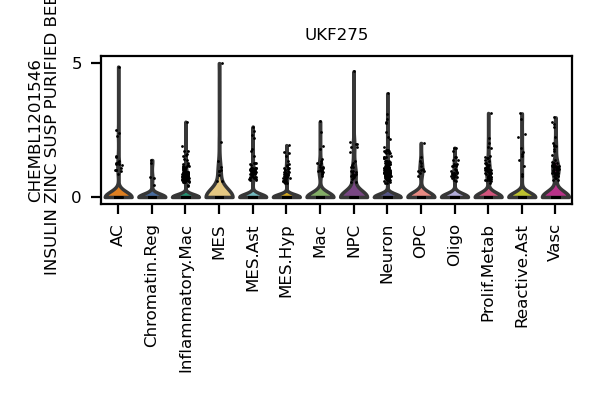 UKF275
CHEMBL1201546
INSULIN ZINC SUSP PURIFIED
5
0
AC
Chromatin.Reg
Inflammatory.Mac
MES
MES.Ast
MES.Hyp
Mac
NPC
Neuron
OPC
Oligo
Prolif.Metab
Reactive.Ast
Vasc